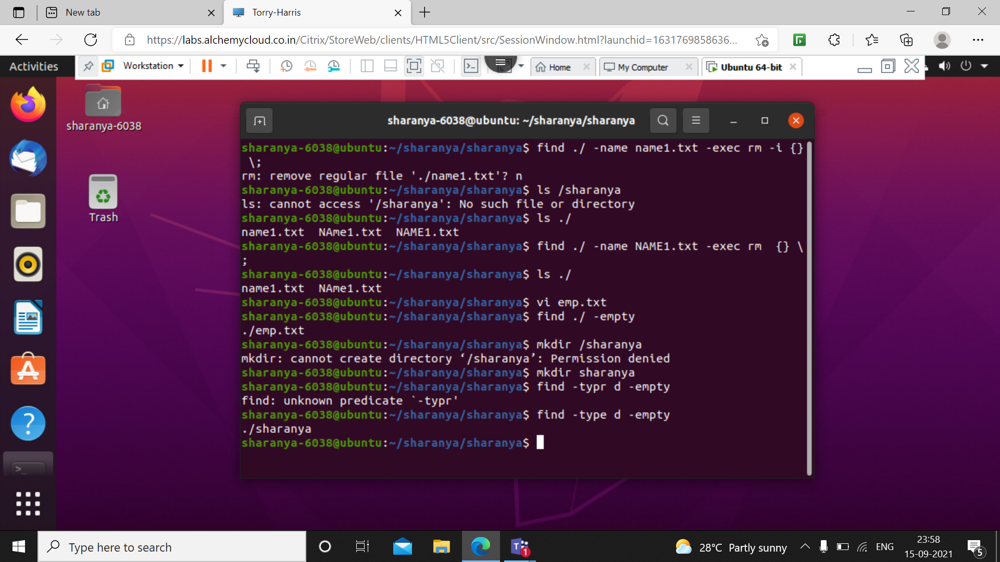 New tab
Torry-Harris
https://labs.alchemycloud.co.in/Citrix/StoreWeb/clients/HTML5Client/src/SessionWindow.html?launchid=1631769858636...
Activities
Workstation
Home
My Computer
Ubuntu 64-bit
sharanya-6038
Trash
sharanya-6038@ubuntu: ~/sharanya/sharanya
sharanya-6038@ubuntu:~/sharanya/sharanya$ find ./ -name name1.txt -exec rm -i {}
\;
rm: remove regular file './name1.txt'? n
sharanya-6038@ubuntu:~/sharanya/sharanya$ ls /sharanya
ls: cannot access '/sharanya': No such file or directory
sharanya-6038@ubuntu:~/sharanya/sharanya$ ls ./
name1.txt  NAme1.txt  NAME1.txt
sharanya-6038@ubuntu:~/sharanya/sharanya$ find ./ -name NAME1.txt -exec rm  {} \
;
sharanya-6038@ubuntu:~/sharanya/sharanya$ ls ./
name1.txt  NAme1.txt
sharanya-6038@ubuntu:~/sharanya/sharanya$ vi emp.txt
sharanya-6038@ubuntu:~/sharanya/sharanya$ find ./ -empty
./emp.txt
sharanya-6038@ubuntu:~/sharanya/sharanya$ mkdir /sharanya
mkdir: cannot create directory ‘/sharanya’: Permission denied
sharanya-6038@ubuntu:~/sharanya/sharanya$ mkdir sharanya
sharanya-6038@ubuntu:~/sharanya/sharanya$ find -typr d -empty
find: unknown predicate `-typr'
sharanya-6038@ubuntu:~/sharanya/sharanya$ find -type d -empty
./sharanya
sharanya-6038@ubuntu:~/sharanya/sharanya$
Type here to search
1
28°C Partly sunny
ENG
23:58
15-09-2021
5